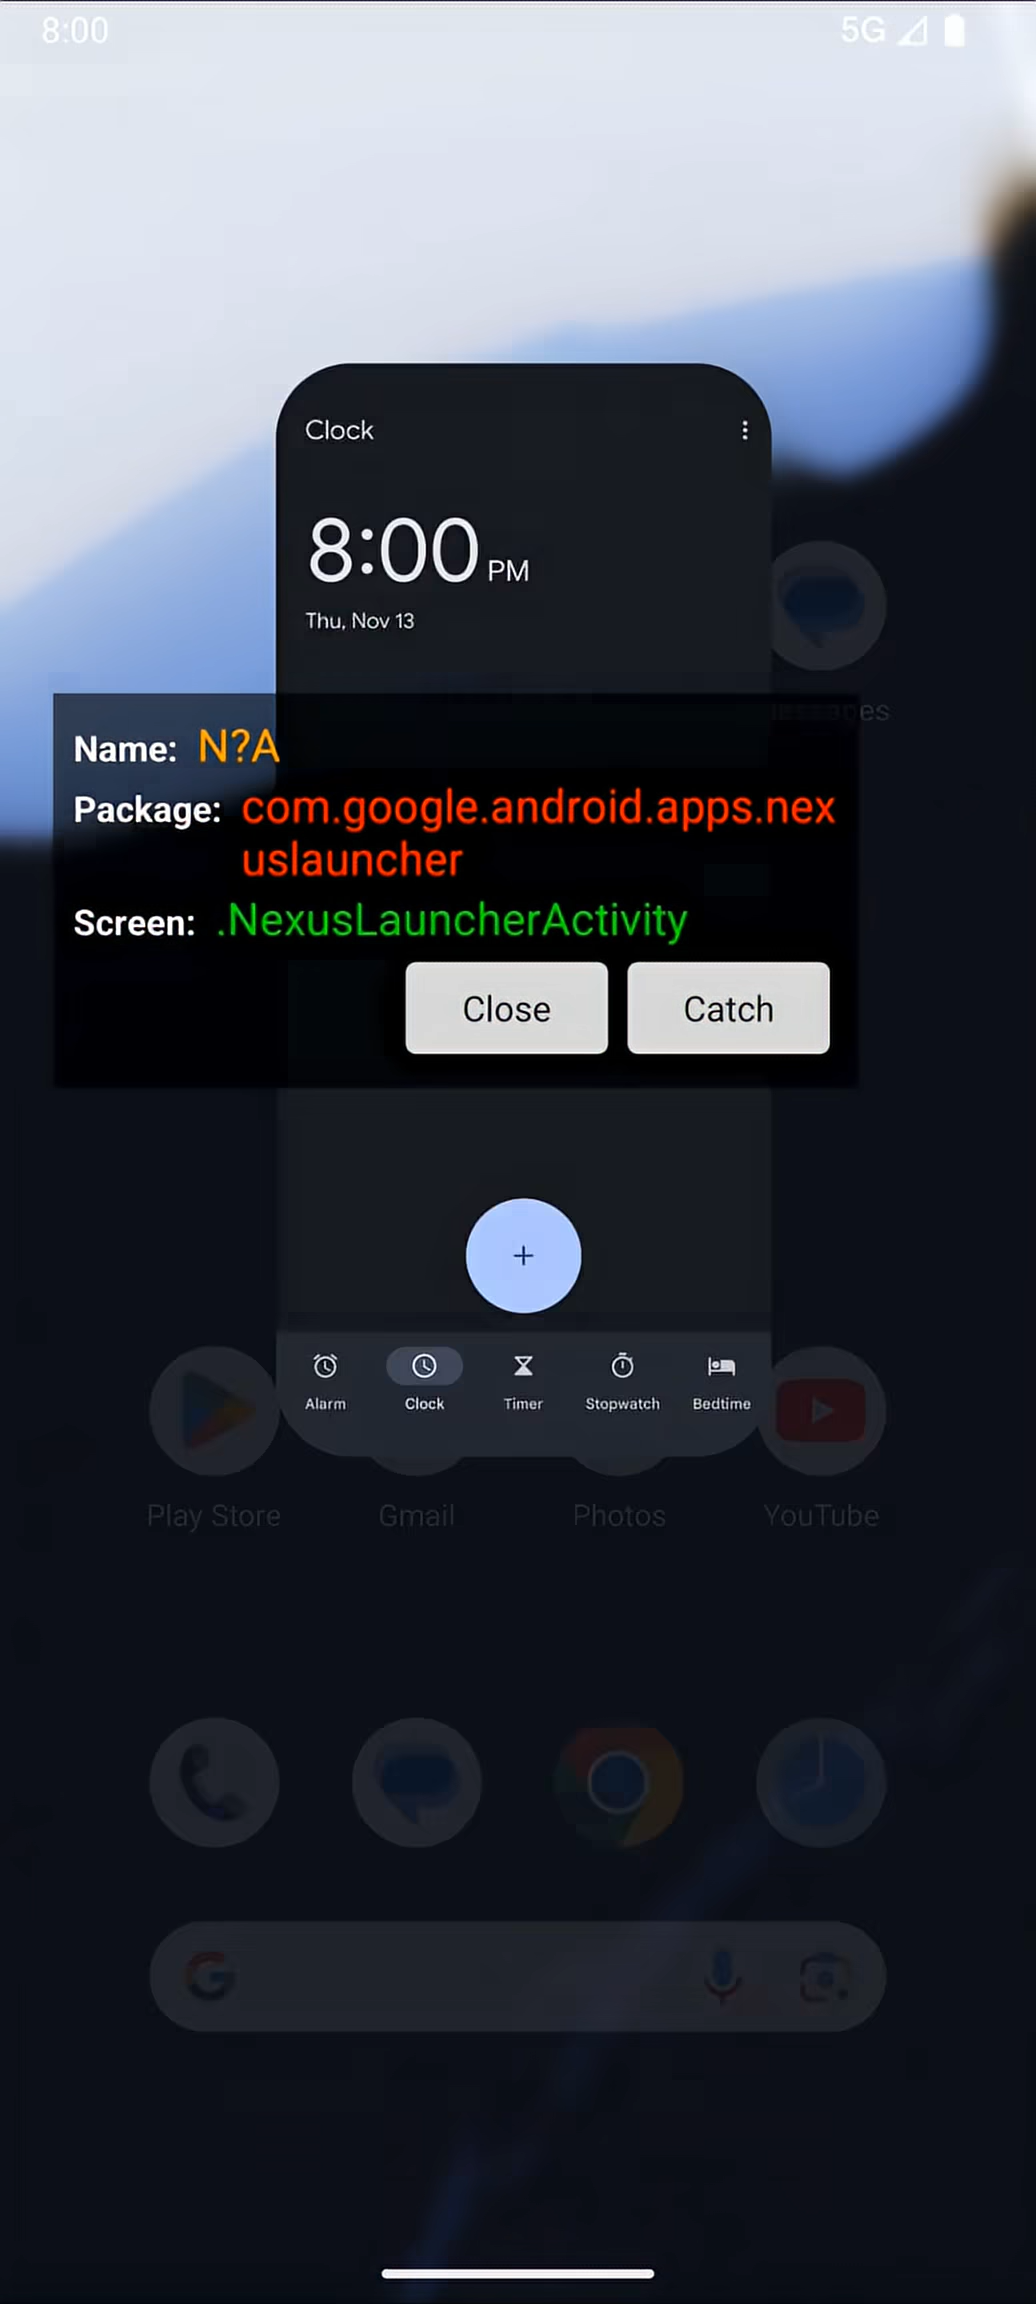 8:00
5G
Clock
8:00 PM
Thu, Nov 13
Name: N?A
Package: com.google.android.apps.nex
uslauncher
Screen: .NexusLauncherActivity
Close
Catch
+
Alarm
Clock
Timer
Stopwatch
Bedtime
Play Store
Gmail
Photos
YouTube
G